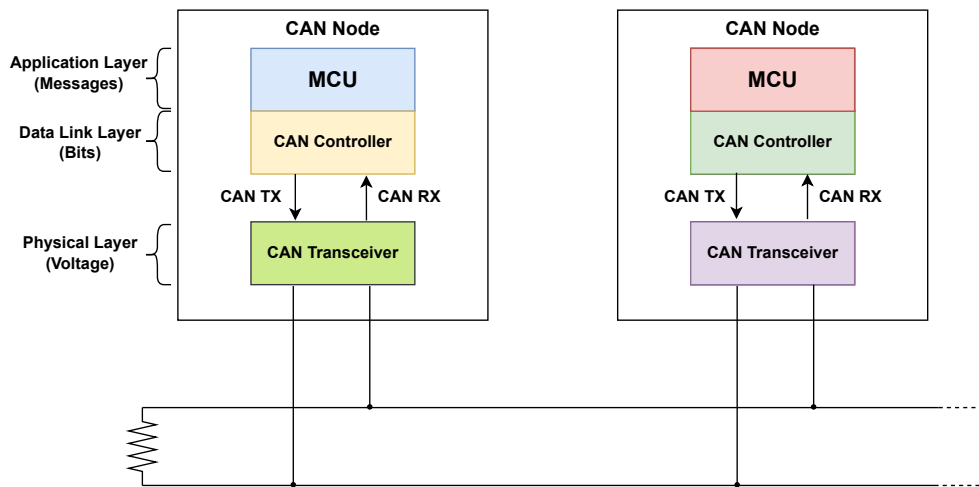 CAN Node
CAN Node
Application Layer
(Messages)
MCU
MCU
Data Link Layer
(Bits)
CAN Controller
CAN Controller
CAN TX
CAN RX
CAN TX
CAN RX
Physical Layer
(Voltage)
CAN Transceiver
CAN Transceiver